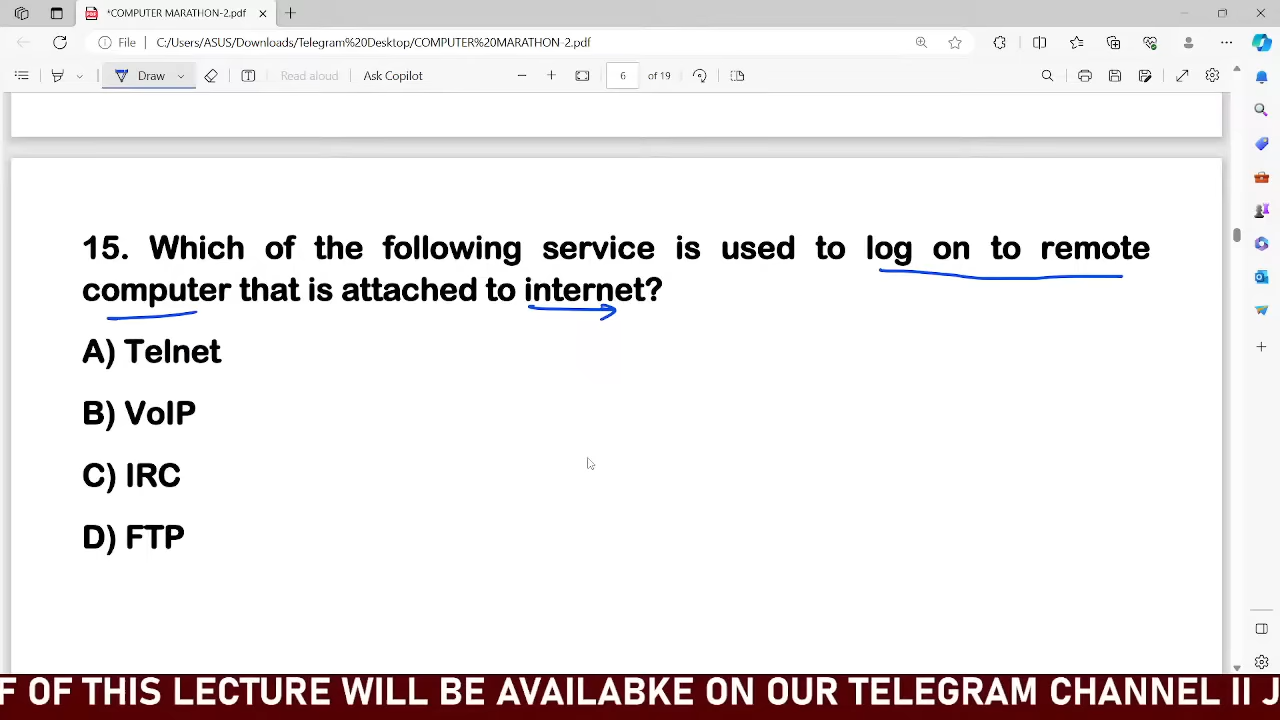 *COMPUTER MARATHON-2.pdf
File C:/Users/ASUS/Downloads/Telegram%20Desktop/COMPUTER%20MARATHON-2.pdf
Draw Read aloud Ask Copilot 6 of 19
15. Which of the following service is used to log on to remote
computer that is attached to internet?
A) Telnet
B) VoIP
C) IRC
D) FTP
F OF THIS LECTURE WILL BE AVAILABKE ON OUR TELEGRAM CHANNEL II J